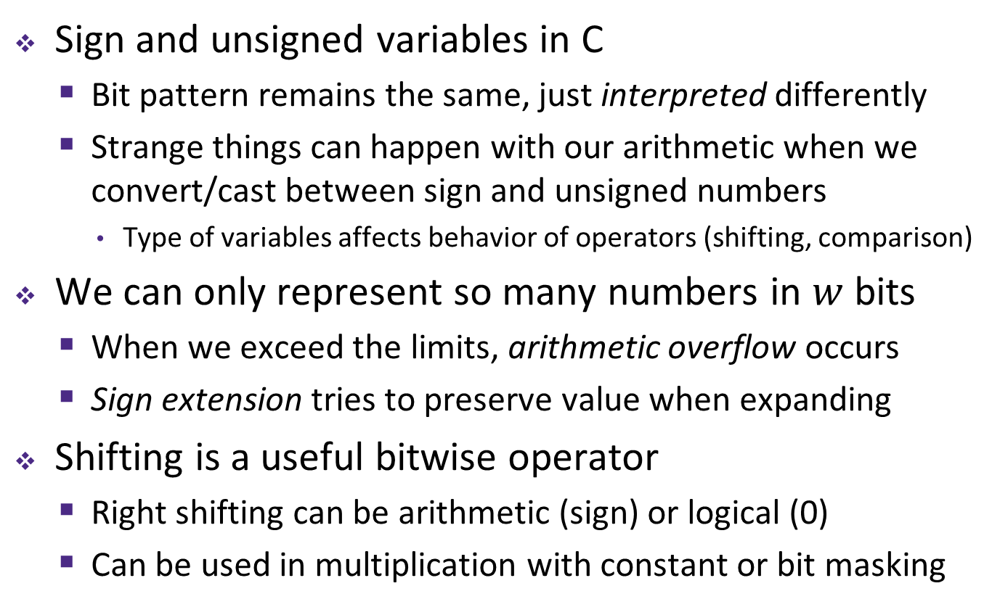 ❖ Sign and unsigned variables in C
▪ Bit pattern remains the same, just interpreted differently
▪ Strange things can happen with our arithmetic when we
convert/cast between sign and unsigned numbers
• Type of variables affects behavior of operators (shifting, comparison)
❖ We can only represent so many numbers in w bits
▪ When we exceed the limits, arithmetic overflow occurs
▪ Sign extension tries to preserve value when expanding
❖ Shifting is a useful bitwise operator
▪ Right shifting can be arithmetic (sign) or logical (0)
▪ Can be used in multiplication with constant or bit masking